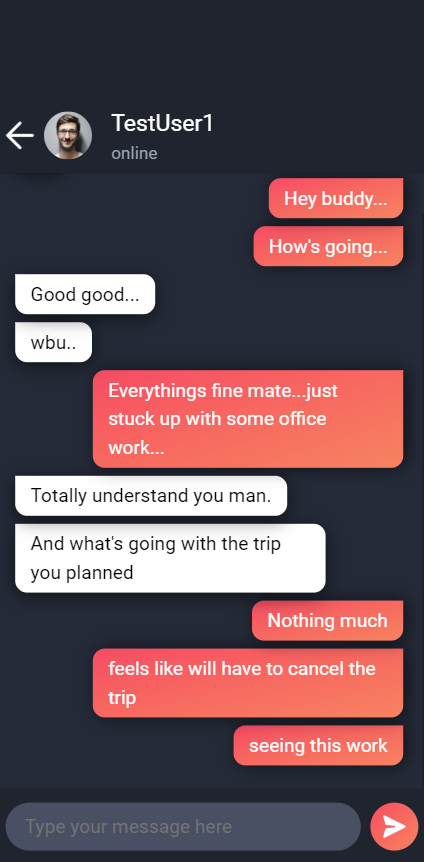 TestUser1
online
Hey buddy...
How's going...
Good good...
wbu..
Everythings fine mate...just
stuck up with some office
work...
Totally understand you man.
And what's going with the trip
you planned
Nothing much
feels like will have to cancel the
trip
seeing this work
Type your message here